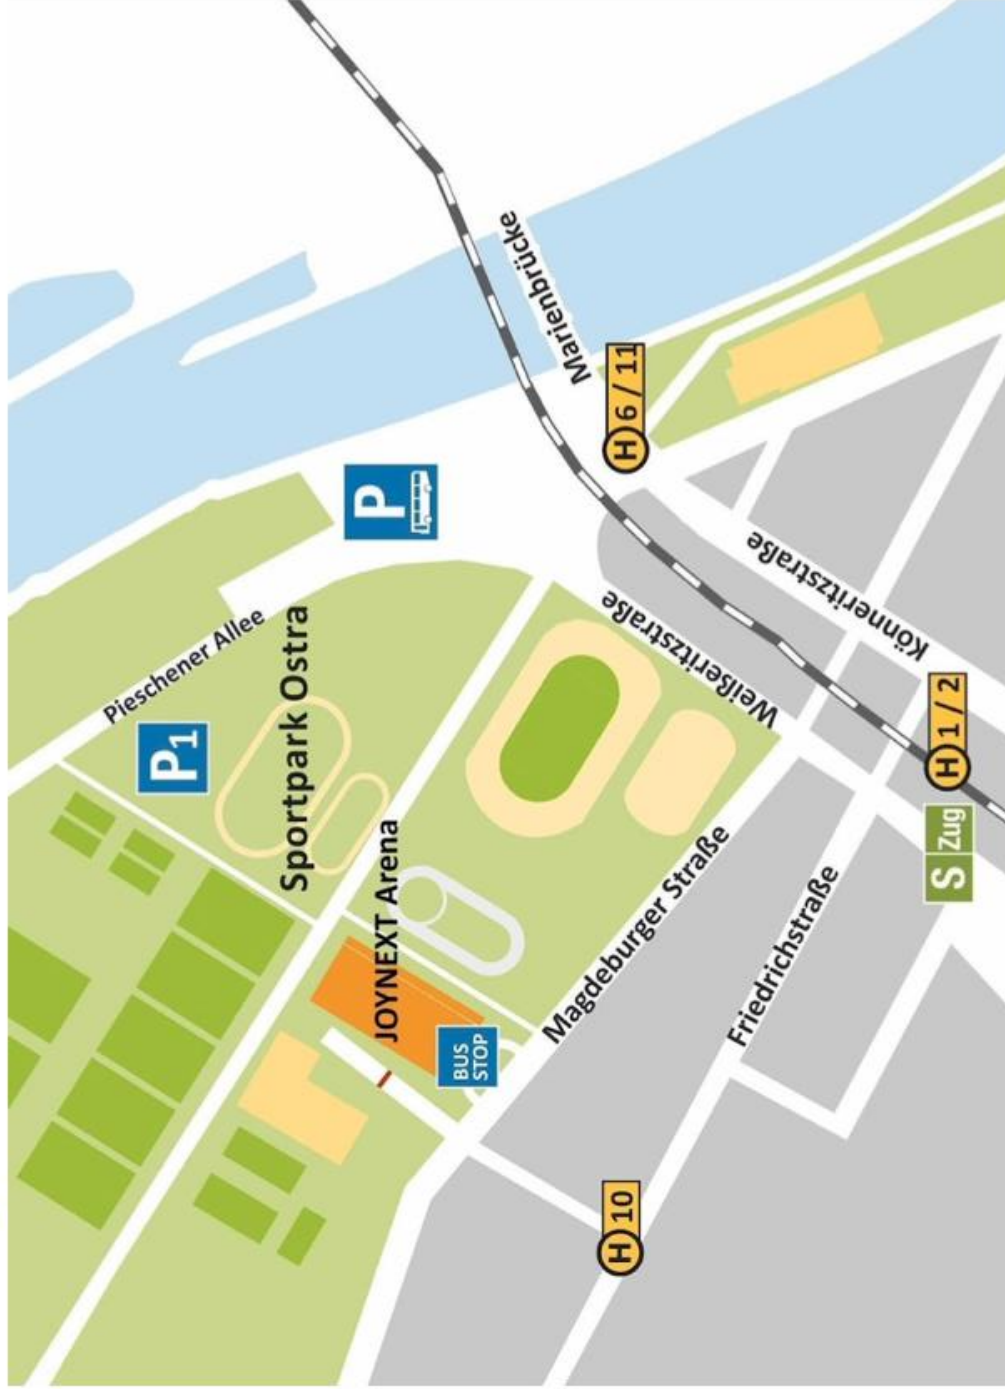 Pieschener Allee
P1
Sportpark Ostra
P
Marienbrücke
H 6 / 11
JOYNEXT Arena
BUS
STOP
Weißeritzstraße
Könneritzstraße
Magdeburger Straße
Friedrichstraße
H 10
S Zug
H 1 / 2